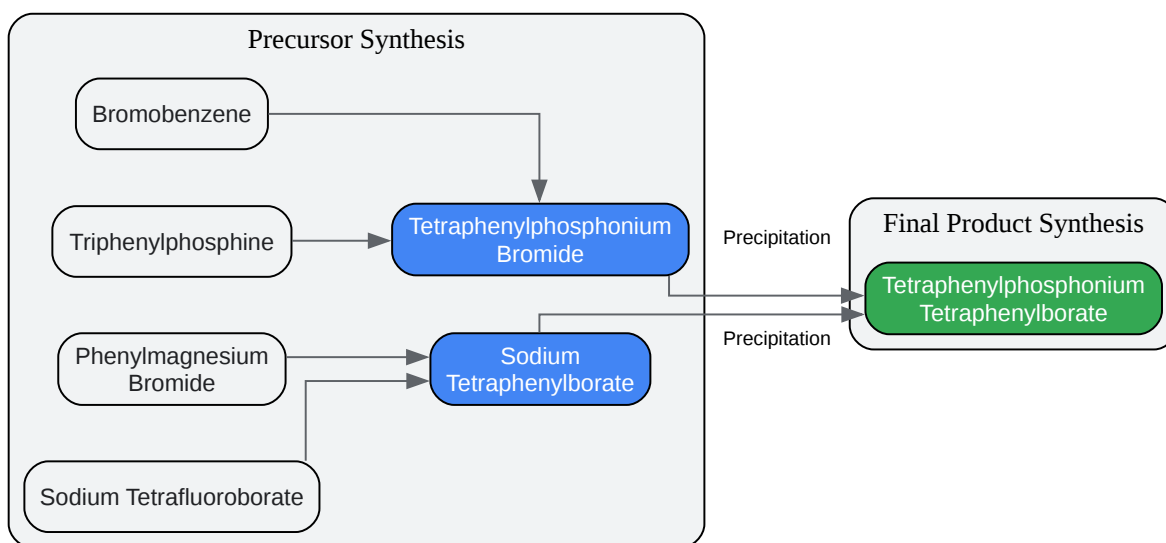 Precursor Synthesis
Bromobenzene
Triphenylphosphine
Tetraphenylphosphonium
Bromide
Phenylmagnesium
Bromide
Sodium
Tetraphenylborate
Sodium Tetrafluoroborate
Precipitation
Precipitation
Final Product Synthesis
Tetraphenylphosphonium
Tetraphenylborate